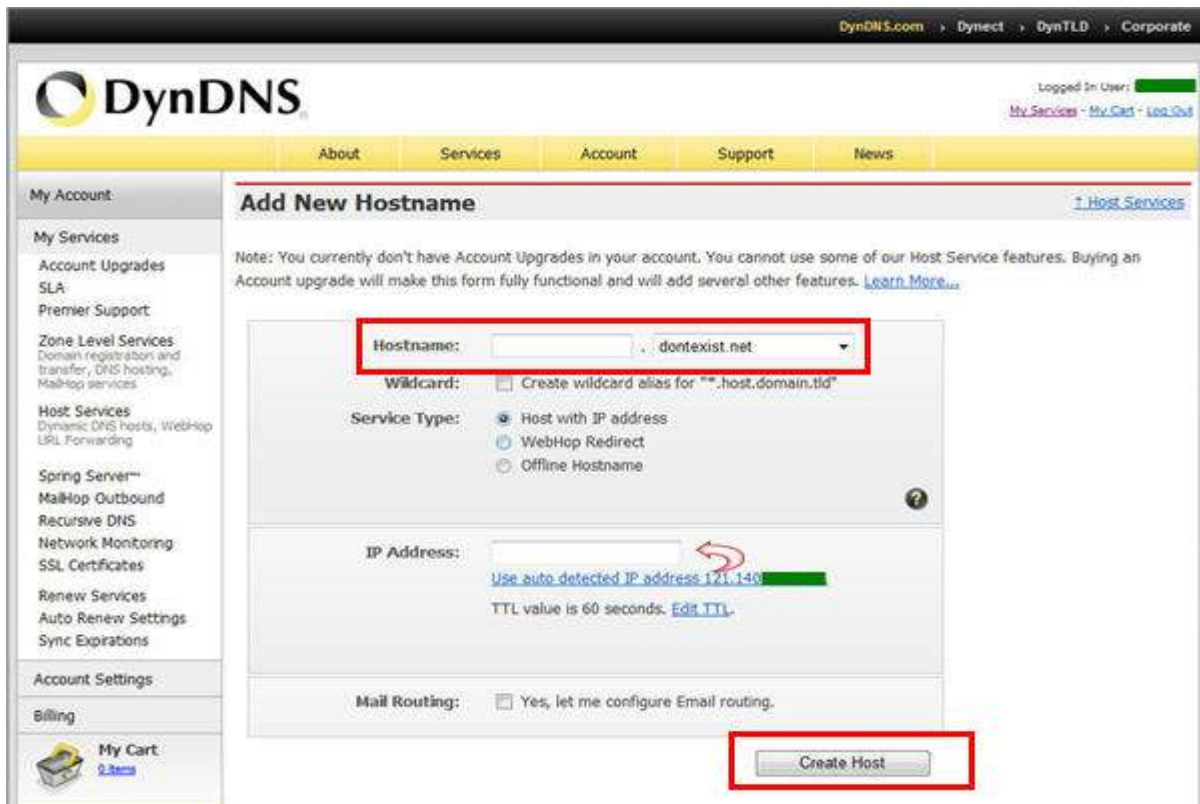 DynDNS.com › Dynect › DynTLD › Corporate
DynDNS
Logged In User:
My Services - My Cart - Log Out
About Services Account Support News
My Account
My Services
Account Upgrades
SLA
Premier Support
Zone Level Services
Domain registration and
transfer, DNS hosting,
MailHop services
Host Services
Dynamic DNS hosts, WebHop
URL Forwarding
Spring Server™
MailHop Outbound
Recursive DNS
Network Monitoring
SSL Certificates
Renew Services
Auto Renew Settings
Sync Expirations
Account Settings
Billing
My Cart
0 items
Add New Hostname
↑ Host Services
Note: You currently don't have Account Upgrades in your account. You cannot use some of our Host Service features. Buying an
Account upgrade will make this form fully functional and will add several other features. Learn More...
Hostname: . dontexist.net
Wildcard: Create wildcard alias for "*.host.domain.tld"
Service Type: Host with IP address
WebHop Redirect
Offline Hostname
?
IP Address:
Use auto detected IP address 121.140
TTL value is 60 seconds. Edit TTL.
Mail Routing: Yes, let me configure Email routing.
Create Host